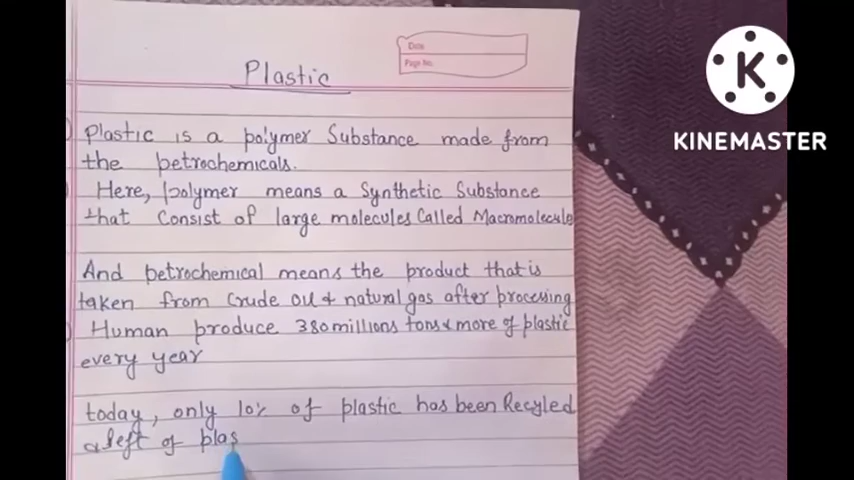 Date
Page No.
Plastic
Plastic is a polymer Substance made from
the petrochemicals.
Here, polymer means a Synthetic Substance
that consist of large molecules Called Macromolecule
And petrochemical means the product that is
taken from Crude oil & natural gas after processing
Human produce 380 millions tons & more of plastic
every year
today, only 10% of plastic has been Recyled
& left of plas
K
KINEMASTER